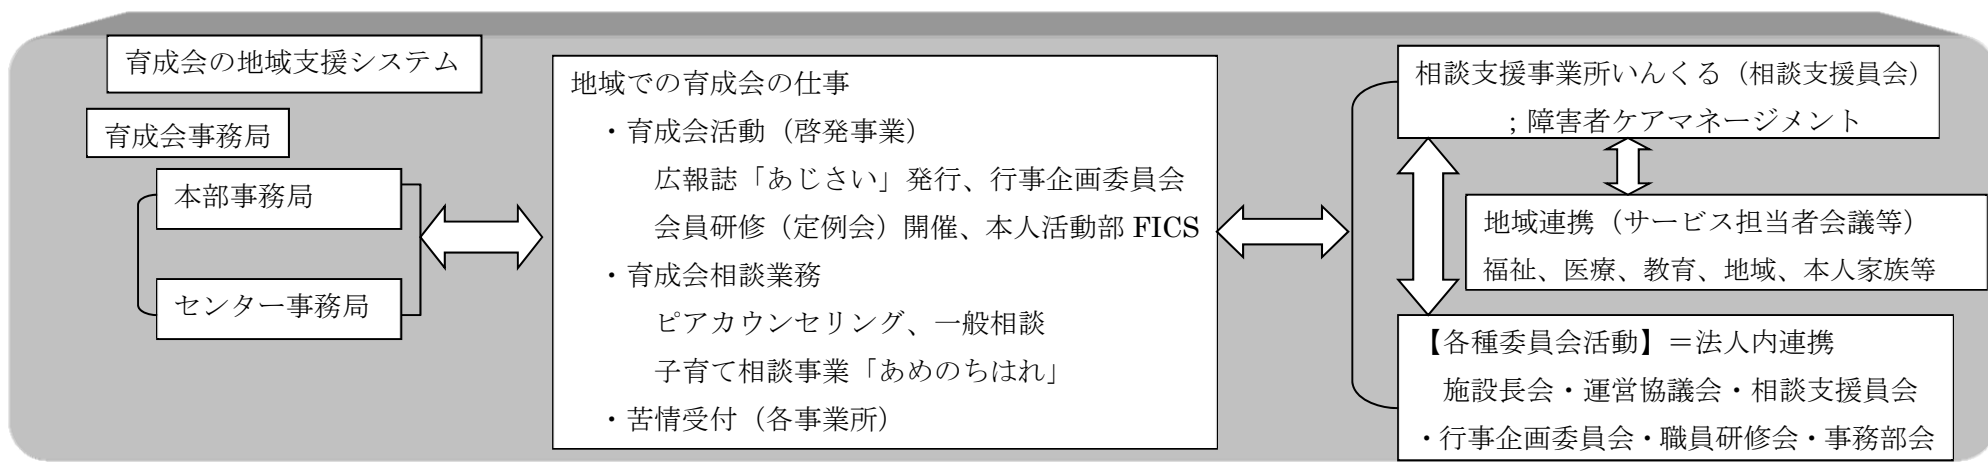 育成会の地域支援システム
育成会事務局
本部事務局
センター事務局
地域での育成会の仕事
・育成会活動（啓発事業）
広報誌「あじさい」発行、行事企画委員会
会員研修（定例会）開催、本人活動部 FICS
・育成会相談業務
ピアカウンセリング、一般相談
子育て相談事業「あめのちはれ」
・苦情受付（各事業所）
相談支援事業所いんくる（相談支援員会）
；障害者ケアマネージメント
地域連携（サービス担当者会議等）
福祉、医療、教育、地域、本人家族等
【各種委員会活動】＝法人内連携
施設長会・運営協議会・相談支援員会
・行事企画委員会・職員研修会・事務部会